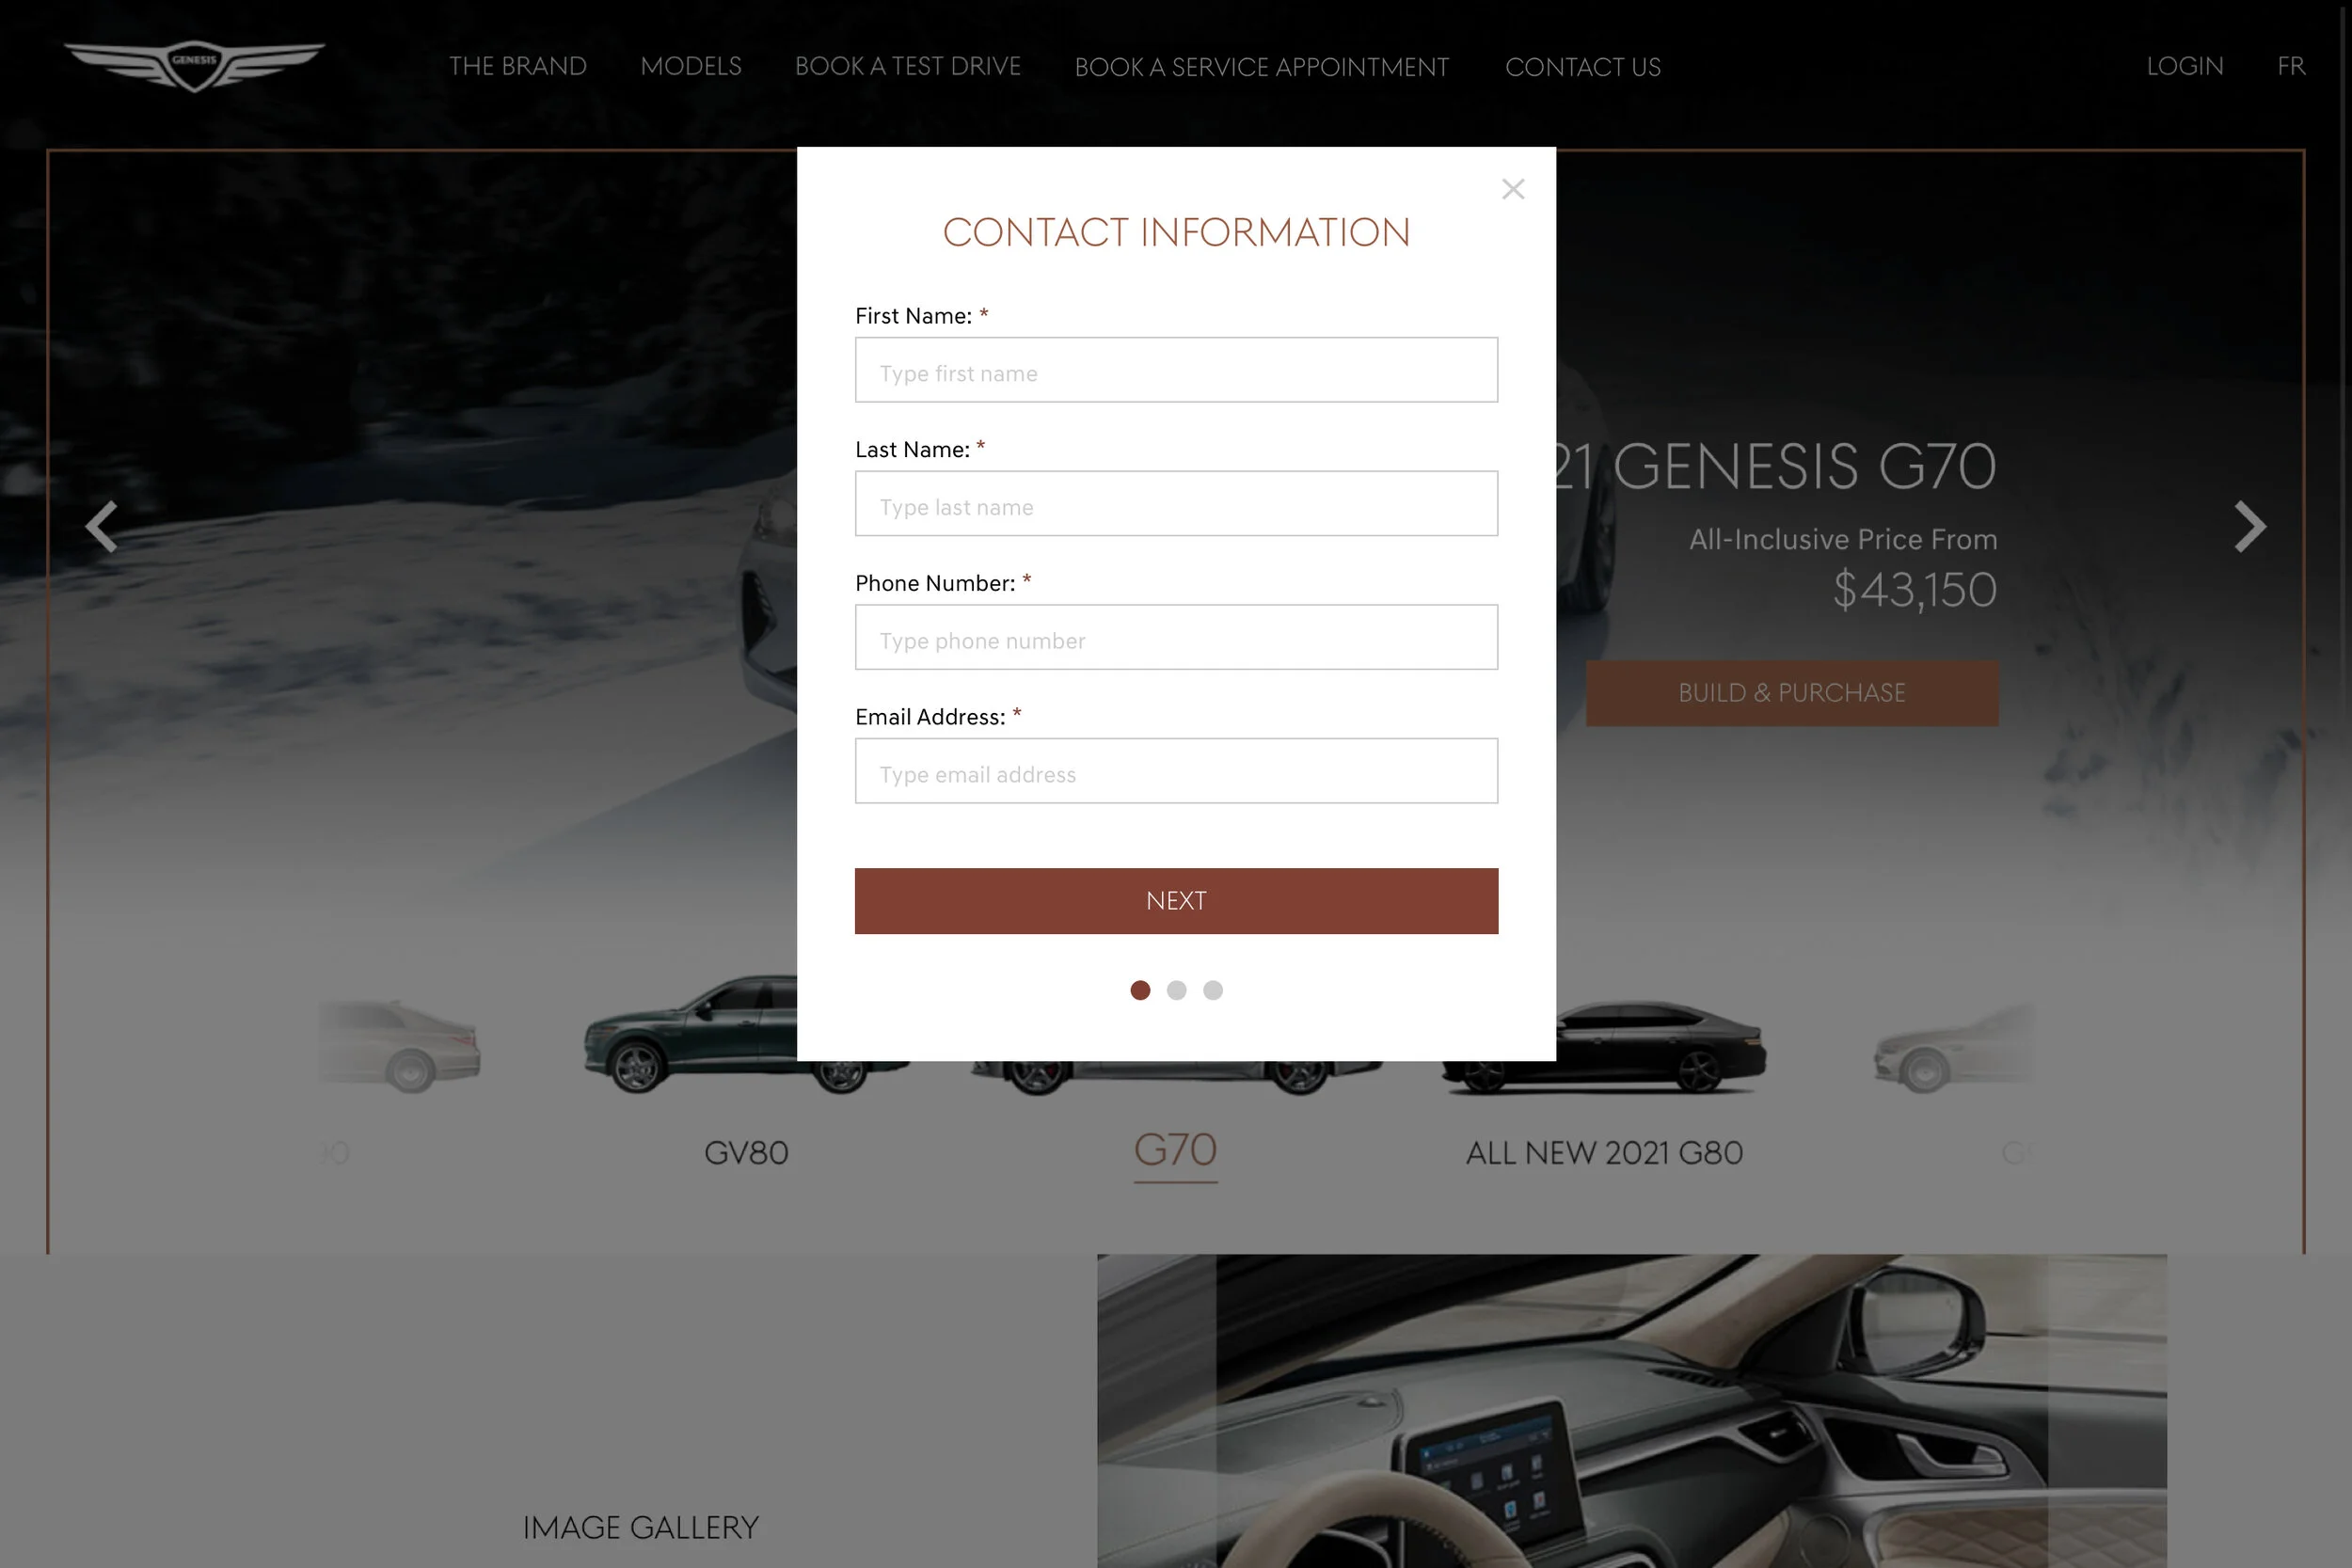 GENESIS
THE BRAND
MODELS
BOOK A TEST DRIVE
BOOK A SERVICE APPOINTMENT
CONTACT US
LOGIN
FR
CONTACT INFORMATION
First Name: *
Type first name
Last Name: *
Type last name
Phone Number: *
Type phone number
Email Address: *
Type email address
NEXT
21 GENESIS G70
All-Inclusive Price From
$43,150
BUILD & PURCHASE
GV80
G70
ALL NEW 2021 G80
IMAGE GALLERY